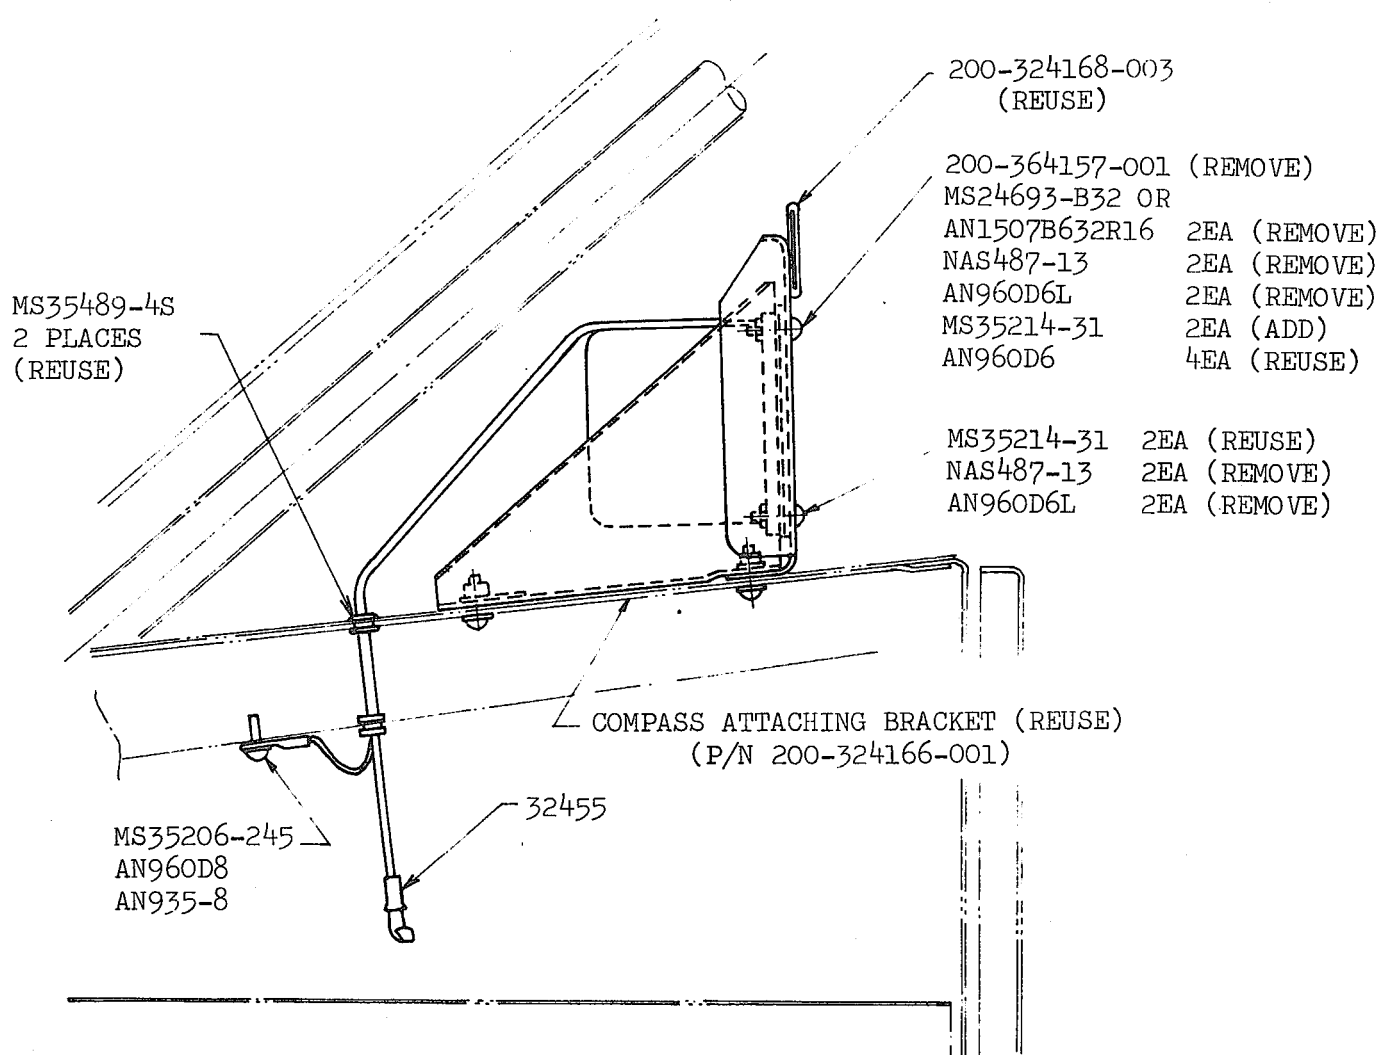 200-324168-003
(REUSE)
200-364157-001 (REMOVE)
MS24693-B32 OR
AN1507B632R16 2EA (REMOVE)
NAS487-13 2EA (REMOVE)
AN960D6L 2EA (REMOVE)
MS35214-31 2EA (ADD)
AN960D6 4EA (REUSE)
MS35489-4S
2 PLACES
(REUSE)
MS35214-31 2EA (REUSE)
NAS487-13 2EA (REMOVE)
AN960D6L 2EA (REMOVE)
COMPASS ATTACHING BRACKET (REUSE)
(P/N 200-324166-001)
32455
MS35206-245
AN960D8
AN935-8